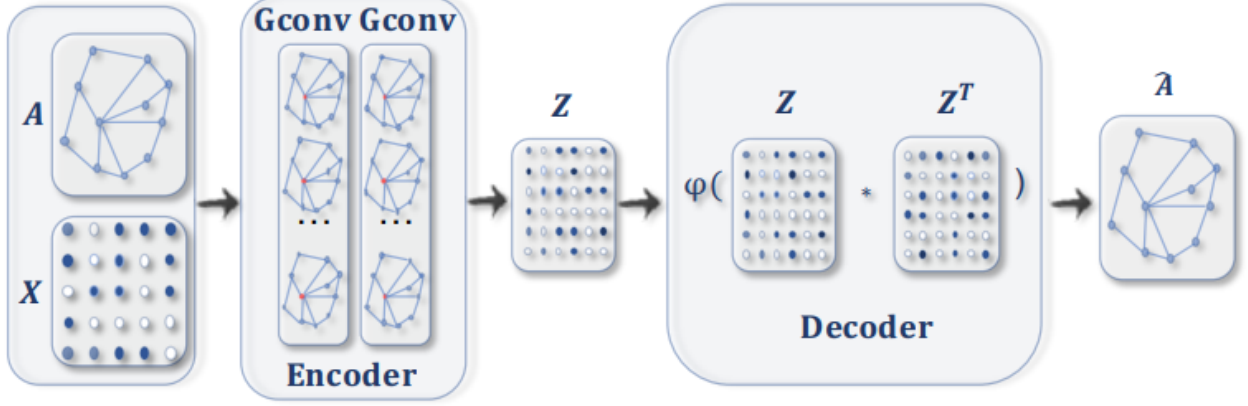 Gconv Gconv
A
X
...
...
Encoder
Z
φ(
Z
*
Z^T
)
Decoder
Â